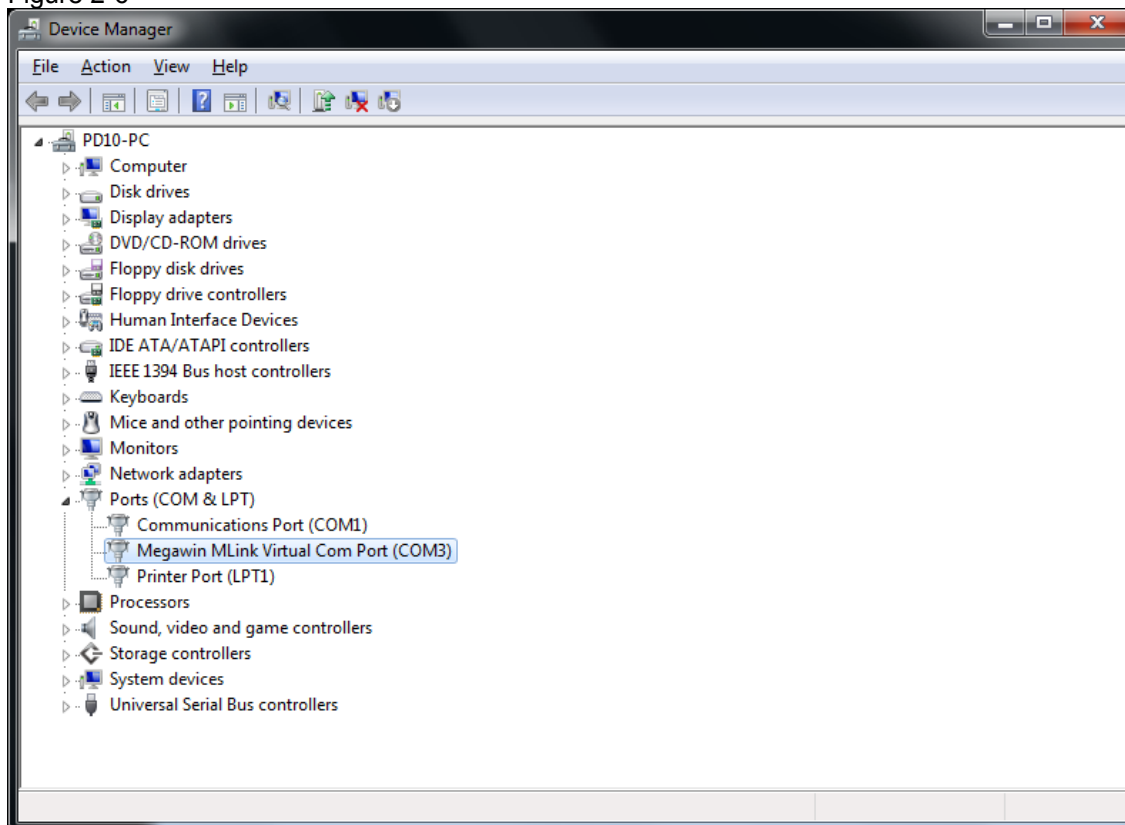 Device Manager
File Action View Help
PD10-PC
Computer
Disk drives
Display adapters
DVD/CD-ROM drives
Floppy disk drives
Floppy drive controllers
Human Interface Devices
IDE ATA/ATAPI controllers
IEEE 1394 Bus host controllers
Keyboards
Mice and other pointing devices
Monitors
Network adapters
Ports (COM & LPT)
Communications Port (COM1)
Megawin MLink Virtual Com Port (COM3)
Printer Port (LPT1)
Processors
Sound, video and game controllers
Storage controllers
System devices
Universal Serial Bus controllers